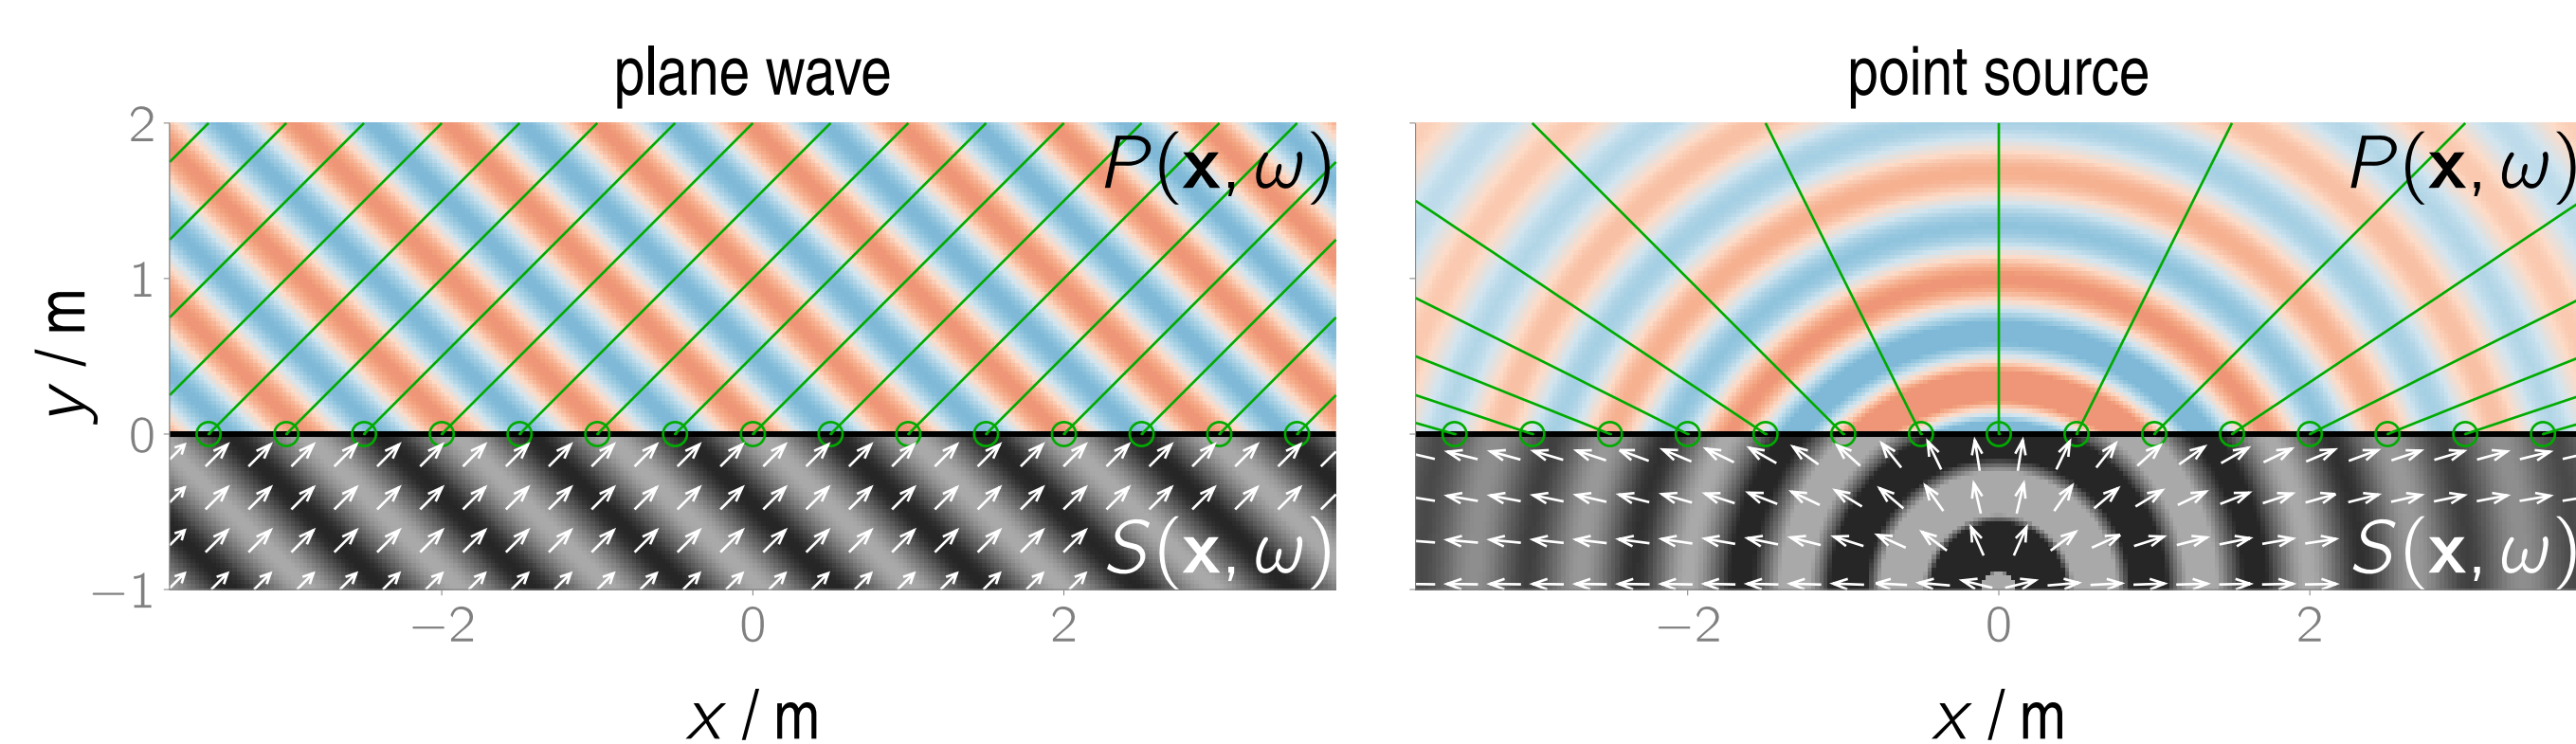 plane wave
point source
2
1
0
−1
y / m
P(x, ω)
S(x, ω)
−2
0
2
x / m
P(x, ω)
S(x, ω)
−2
0
2
x / m